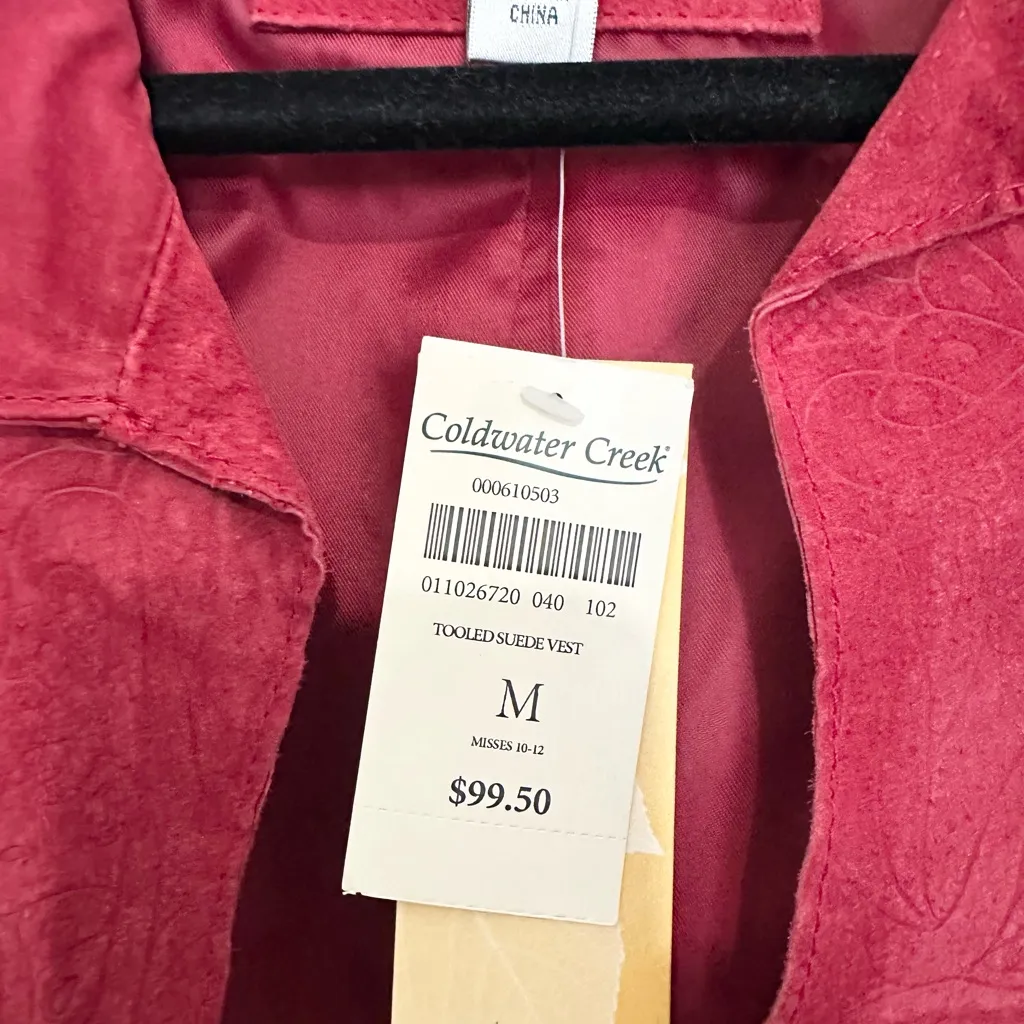 CHINA
Coldwater Creek®
000610503
011026720 040 102
TOOLED SUEDE VEST
M
MISSES 10-12
$99.50